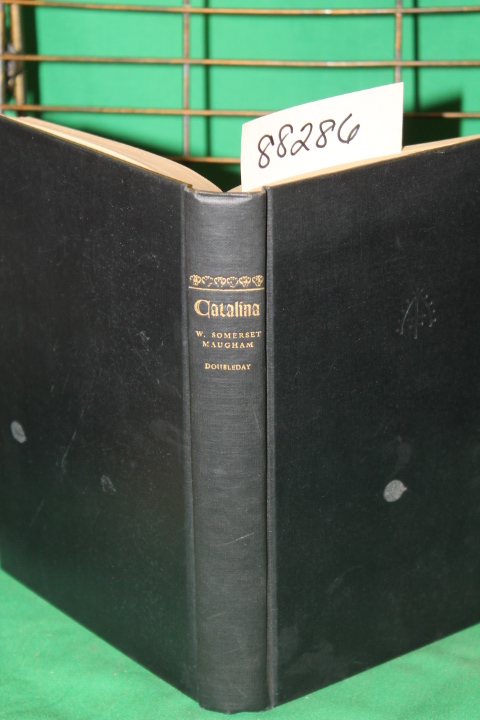 88286
Catalina
W. SOMERSET
MAUGHAM
DOUBLEDAY